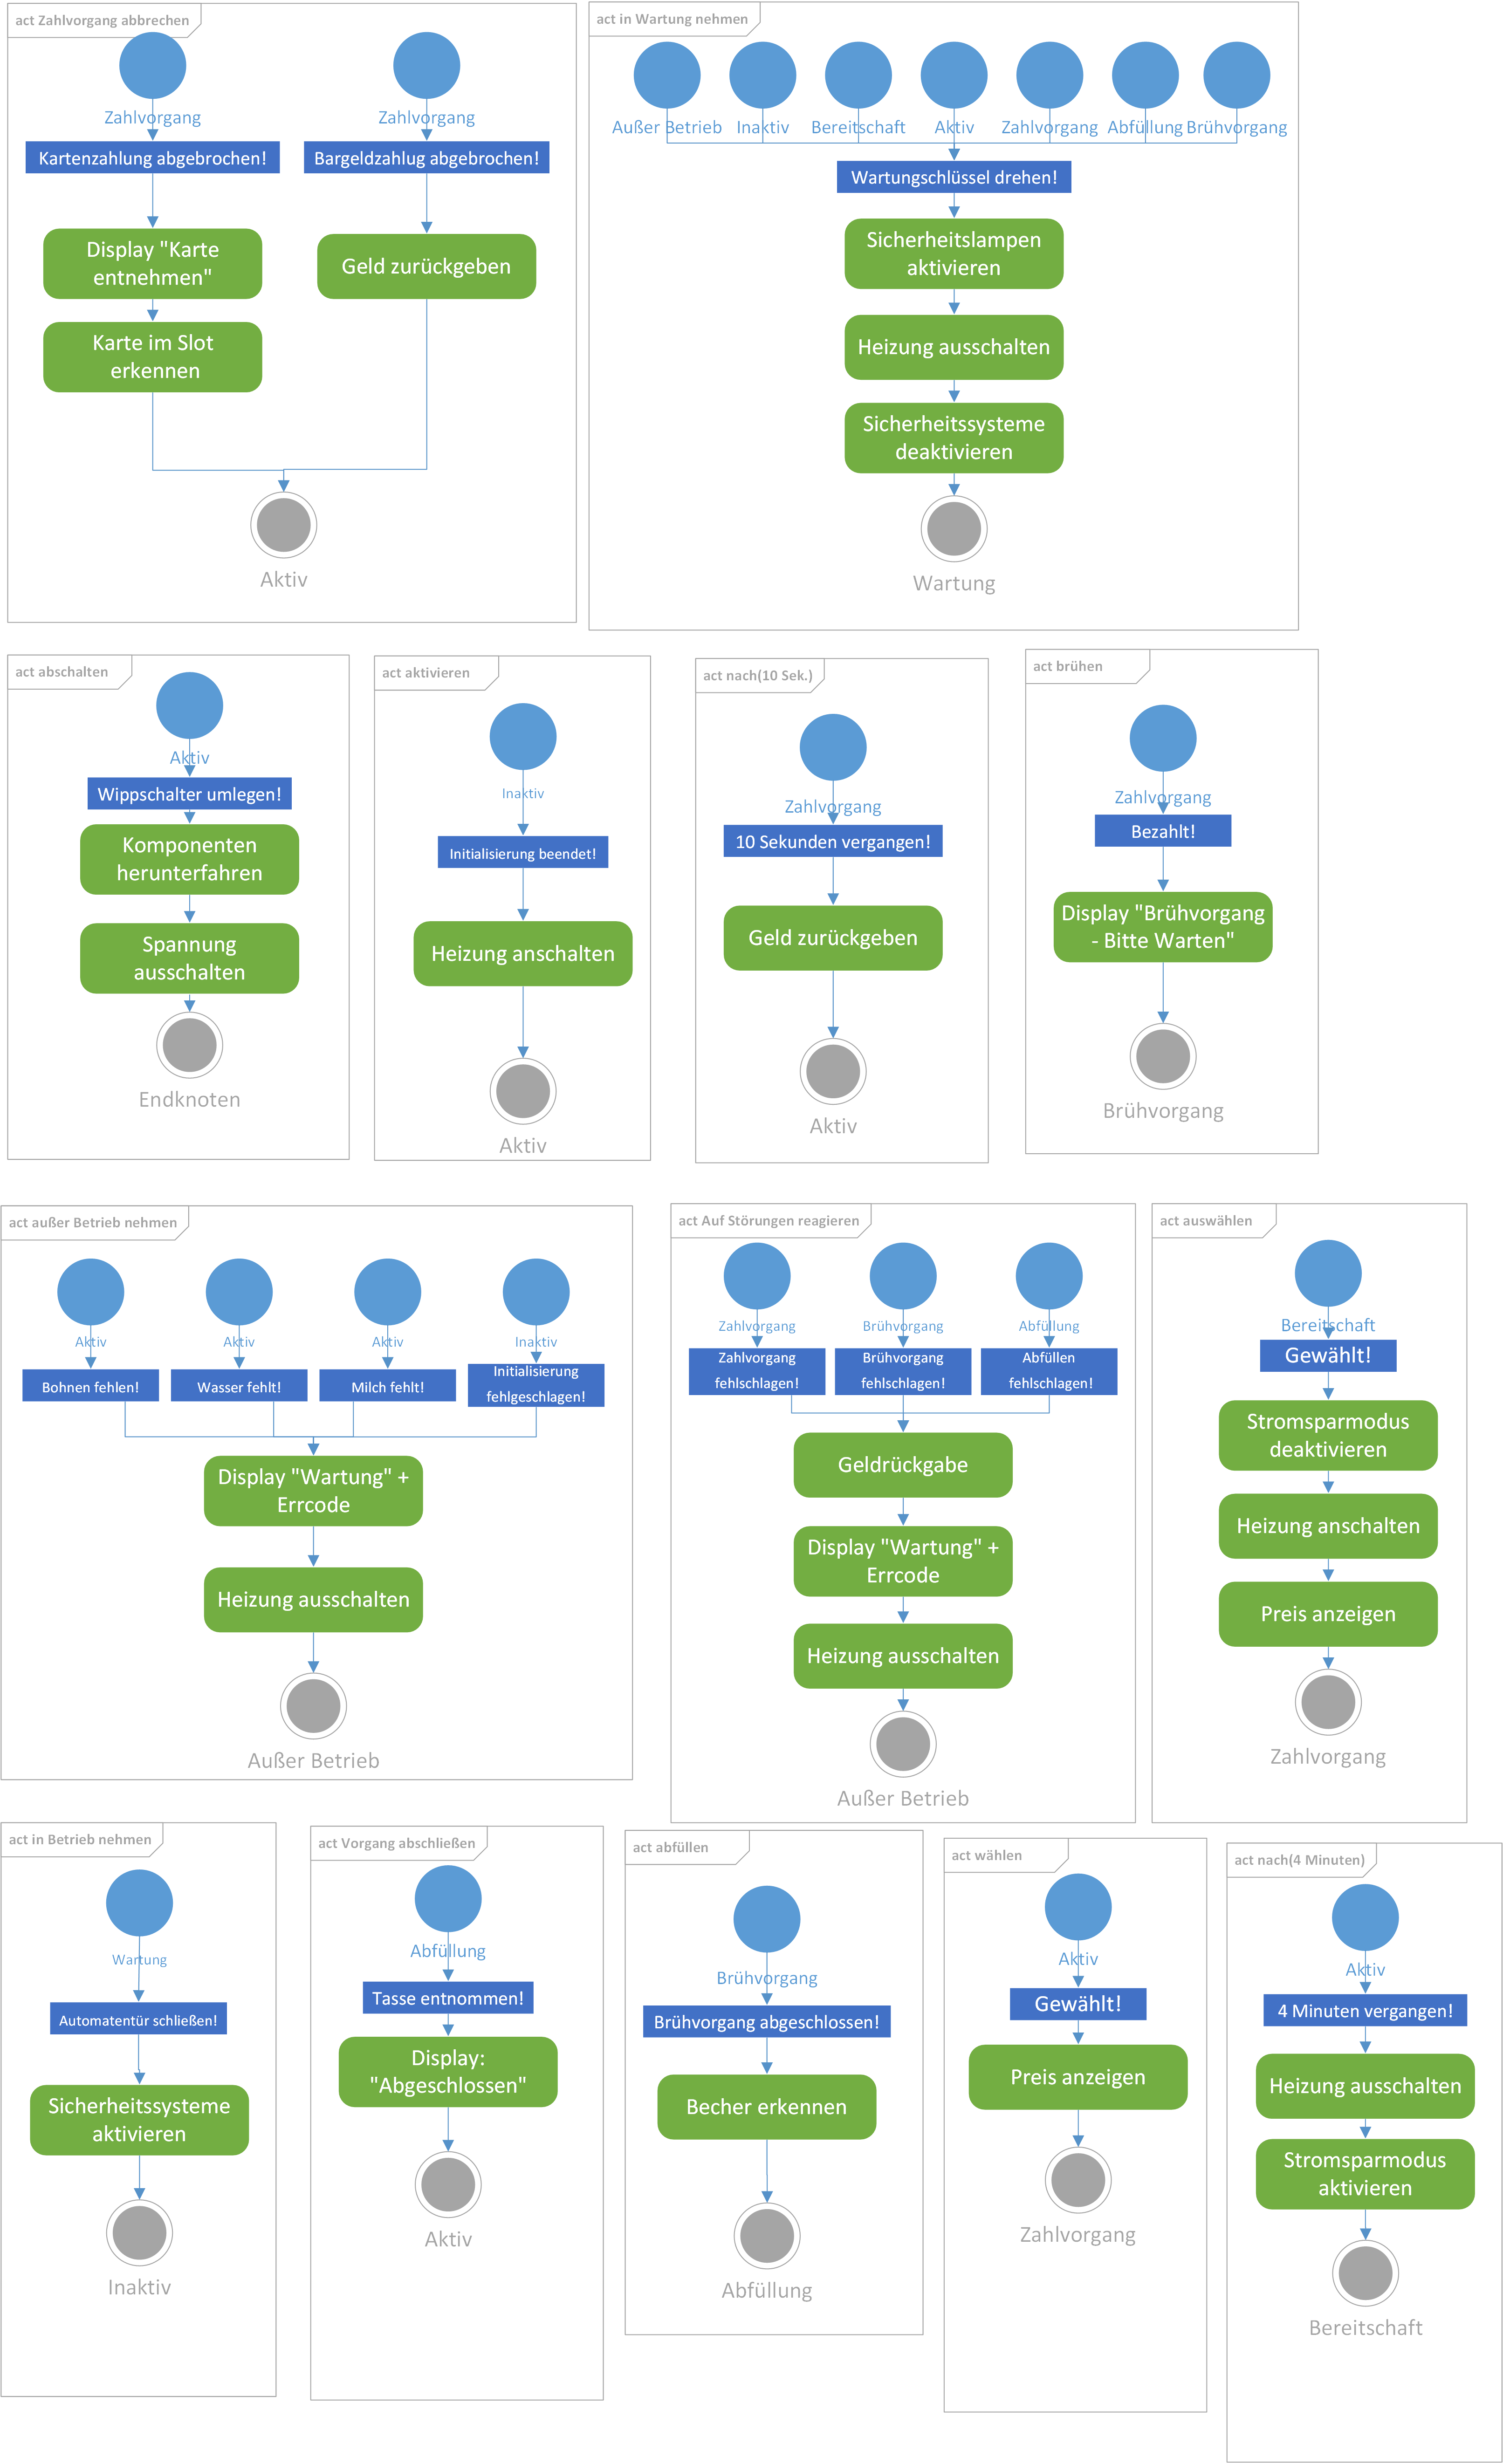 act Zahlvorgang abbrechen
Zahlvorgang
Zahlvorgang
Kartenzahlung abgebrochen!
Bargeldzahlug abgebrochen!
Display "Karte
entnehmen"
Geld zurückgeben
Karte im Slot
erkennen
Aktiv
act in Wartung nehmen
Außer Betrieb
Inaktiv
Bereitschaft
Aktiv
Zahlvorgang
Abfüllung
Brühvorgang
Wartungschlüssel drehen!
Sicherheitslampen
aktivieren
Heizung ausschalten
Sicherheitssysteme
deaktivieren
Wartung
act abschalten
Aktiv
Wippschalter umlegen!
Komponenten
herunterfahren
Spannung
ausschalten
Endknoten
act aktivieren
Inaktiv
Initialisierung beendet!
Heizung anschalten
Aktiv
act nach(10 Sek.)
Zahlvorgang
10 Sekunden vergangen!
Geld zurückgeben
Aktiv
act brühen
Zahlvorgang
Bezahlt!
Display "Brühvorgang
- Bitte Warten"
Brühvorgang
act außer Betrieb nehmen
Aktiv
Aktiv
Aktiv
Inaktiv
Bohnen fehlen!
Wasser fehlt!
Milch fehlt!
Initialisierung
fehlgeschlagen!
Display "Wartung" +
Errcode
Heizung ausschalten
Außer Betrieb
act Auf Störungen reagieren
Zahlvorgang
Brühvorgang
Abfüllung
Zahlvorgang
fehlschlagen!
Brühvorgang
fehlschlagen!
Abfüllen
fehlschlagen!
Geldrückgabe
Display "Wartung" +
Errcode
Heizung ausschalten
Außer Betrieb
act auswählen
Bereitschaft
Gewählt!
Stromsparmodus
deaktivieren
Heizung anschalten
Preis anzeigen
Zahlvorgang
act in Betrieb nehmen
Wartung
Automatentür schließen!
Sicherheitssysteme
aktivieren
Inaktiv
act Vorgang abschließen
Abfüllung
Tasse entnommen!
Display:
"Abgeschlossen"
Aktiv
act abfüllen
Brühvorgang
Brühvorgang abgeschlossen!
Becher erkennen
Abfüllung
act wählen
Aktiv
Gewählt!
Preis anzeigen
Zahlvorgang
act nach(4 Minuten)
Aktiv
4 Minuten vergangen!
Heizung ausschalten
Stromsparmodus
aktivieren
Bereitschaft